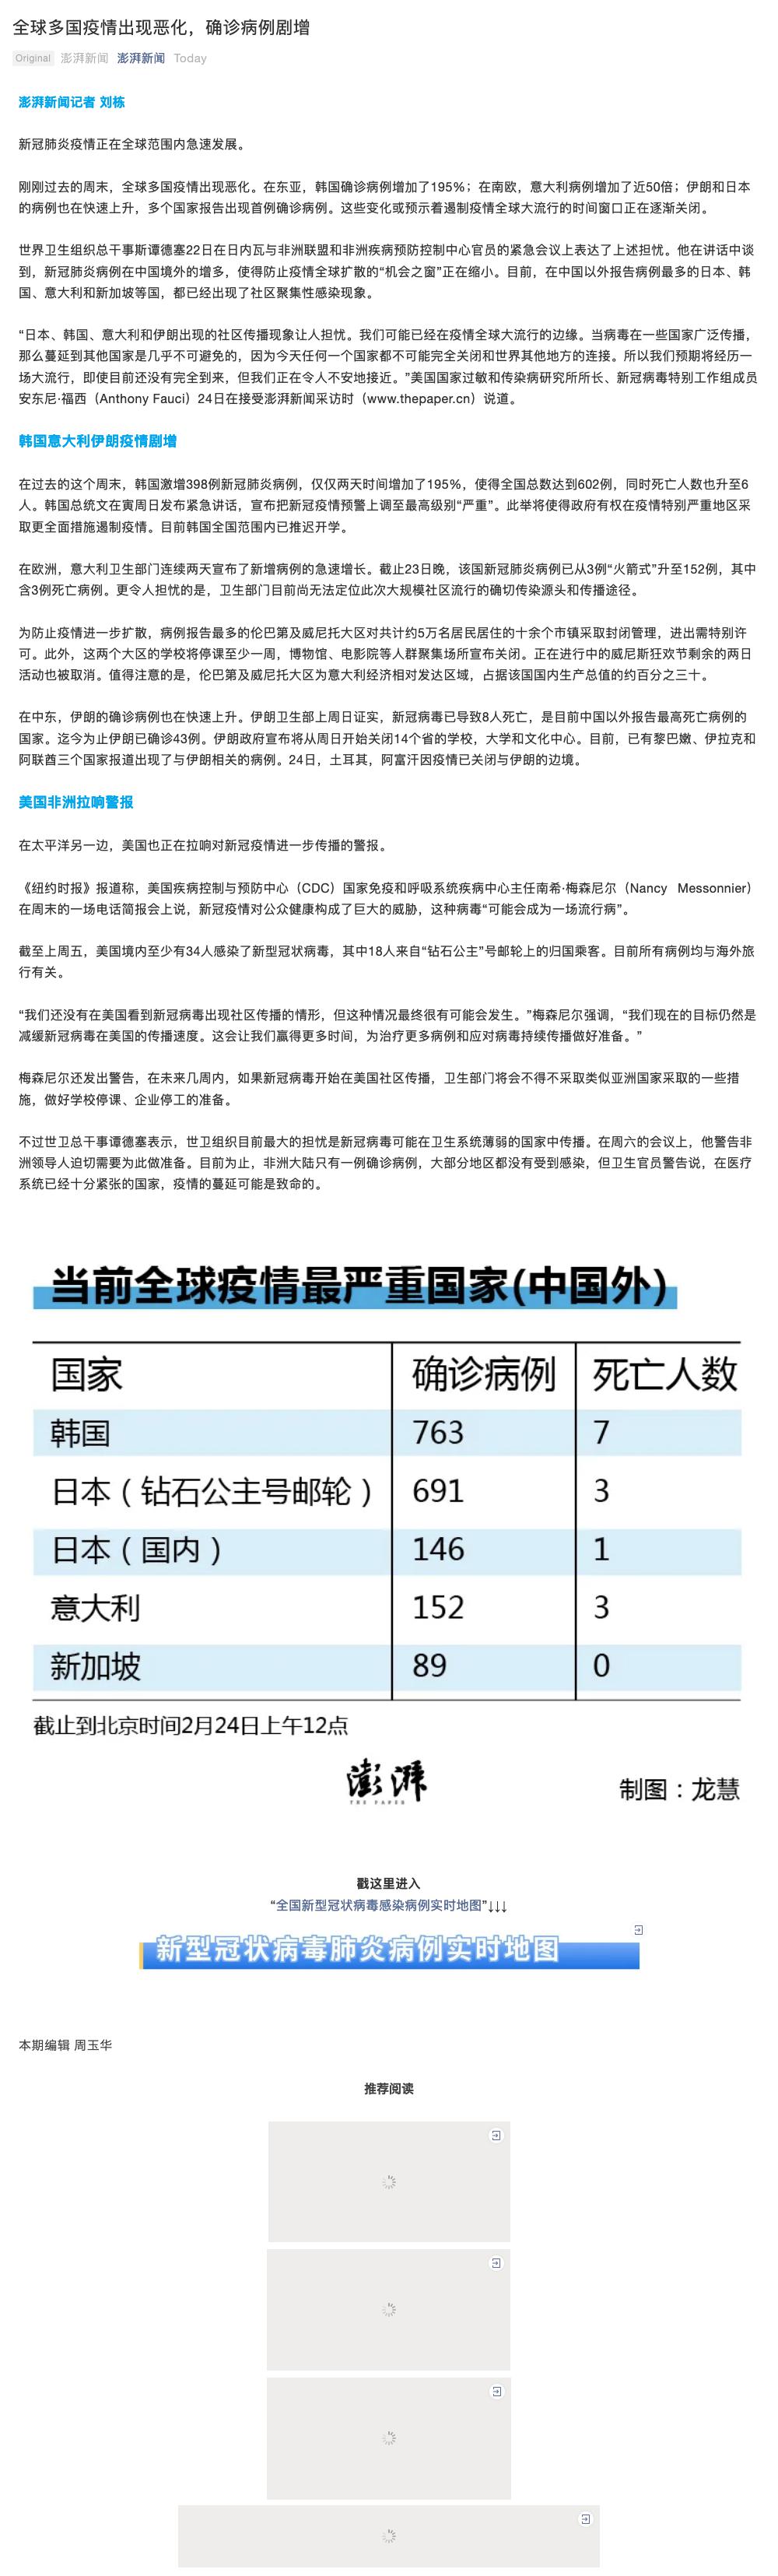 全球多国疫情出现恶化，确诊病例剧增
Original 澎湃新闻 澎湃新闻 Today
澎湃新闻记者 刘栋
新冠肺炎疫情正在全球范围内急速发展。
刚刚过去的周末，全球多国疫情出现恶化。在东亚，韩国确诊病例增加了195%；在南欧，意大利病例增加了近50倍；伊朗和日本
的病例也在快速上升，多个国家报告出现首例确诊病例。这些变化或预示着遏制疫情全球大流行的时间窗口正在逐渐关闭。
世界卫生组织总干事斯谭德塞22日在日内瓦与非洲联盟和非洲疾病预防控制中心官员的紧急会议上表达了上述担忧。他在讲话中谈
到，新冠肺炎病例在中国境外的增多，使得防止疫情全球扩散的“机会之窗”正在缩小。目前，在中国以外报告病例最多的日本、韩
国、意大利和新加坡等国，都已经出现了社区聚集性感染现象。
“日本、韩国、意大利和伊朗出现的社区传播现象让人担忧。我们可能已经在疫情全球大流行的边缘。当病毒在一些国家广泛传播，
那么蔓延到其他国家是几乎不可避免的，因为今天任何一个国家都不可能完全关闭和世界其他地方的连接。所以我们预期将经历一
场大流行，即使目前还没有完全到来，但我们正在令人不安地接近。”美国国家过敏和传染病研究所所长、新冠病毒特别工作组成员
安东尼·福西（Anthony Fauci）24日在接受澎湃新闻采访时（www.thepaper.cn）说道。
韩国意大利伊朗疫情剧增
在过去的这个周末，韩国激增398例新冠肺炎病例，仅仅两天时间增加了195%，使得全国总数达到602例，同时死亡人数也升至6
人。韩国总统文在寅周日发布紧急讲话，宣布把新冠疫情预警上调至最高级别“严重”。此举将使得政府有权在疫情特别严重地区采
取更全面措施遏制疫情。目前韩国全国范围内已推迟开学。
在欧洲，意大利卫生部门连续两天宣布了新增病例的急速增长。截止23日晚，该国新冠肺炎病例已从3例“火箭式”升至152例，其中
含3例死亡病例。更令人担忧的是，卫生部门目前尚无法定位此次大规模社区流行的确切传染源头和传播途径。
为防止疫情进一步扩散，病例报告最多的伦巴第及威尼托大区对共计约5万名居民居住的十余个市镇采取封闭管理，进出需特别许
可。此外，这两个大区的学校将停课至少一周，博物馆、电影院等人群聚集场所宣布关闭。正在进行中的威尼斯狂欢节剩余的两日
活动也被取消。值得注意的是，伦巴第及威尼托大区为意大利经济相对发达区域，占据该国国内生产总值的约百分之三十。
在中东，伊朗的确诊病例也在快速上升。伊朗卫生部上周日证实，新冠病毒已导致8人死亡，是目前中国以外报告最高死亡病例的
国家。迄今为止伊朗已确诊43例。伊朗政府宣布将从周日开始关闭14个省的学校，大学和文化中心。目前，已有黎巴嫩、伊拉克和
阿联酋三个国家报道出现了与伊朗相关的病例。24日，土耳其，阿富汗因疫情已关闭与伊朗的边境。
美国非洲拉响警报
在太平洋另一边，美国也正在拉响对新冠疫情进一步传播的警报。
《纽约时报》报道称，美国疾病控制与预防中心（CDC）国家免疫和呼吸系统疾病中心主任南希·梅森尼尔（Nancy Messonnier）
在周末的一场电话简报会上说，新冠疫情对公众健康构成了巨大的威胁，这种病毒“可能会成为一场流行病”。
截至上周五，美国境内至少有34人感染了新型冠状病毒，其中18人来自“钻石公主”号邮轮上的归国乘客。目前所有病例均与海外旅
行有关。
“我们还没有在美国看到新冠病毒出现社区传播的情形，但这种情况最终很有可能会发生。”梅森尼尔强调，“我们现在的目标仍然是
减缓新冠病毒在美国的传播速度。这会让我们赢得更多时间，为治疗更多病例和应对病毒持续传播做好准备。”
梅森尼尔还发出警告，在未来几周内，如果新冠病毒开始在美国社区传播，卫生部门将会不得不采取类似亚洲国家采取的一些措
施，做好学校停课、企业停工的准备。
不过世卫总干事谭德塞表示，世卫组织目前最大的担忧是新冠病毒可能在卫生系统薄弱的国家中传播。在周六的会议上，他警告非
洲领导人迫切需要为此做准备。目前为止，非洲大陆只有一例确诊病例，大部分地区都没有受到感染，但卫生官员警告说，在医疗
系统已经十分紧张的国家，疫情的蔓延可能是致命的。
当前全球疫情最严重国家(中国外)
国家 确诊病例 死亡人数
韩国 763 7
日本（钻石公主号邮轮） 691 3
日本（国内） 146 1
意大利 152 3
新加坡 89 0
截止到北京时间2月24日上午12点
澎湃
THE PAPER
制图：龙慧
戳这里进入
“全国新型冠状病毒感染病例实时地图”↓↓↓
新型冠状病毒肺炎病例实时地图
本期编辑 周玉华
推荐阅读